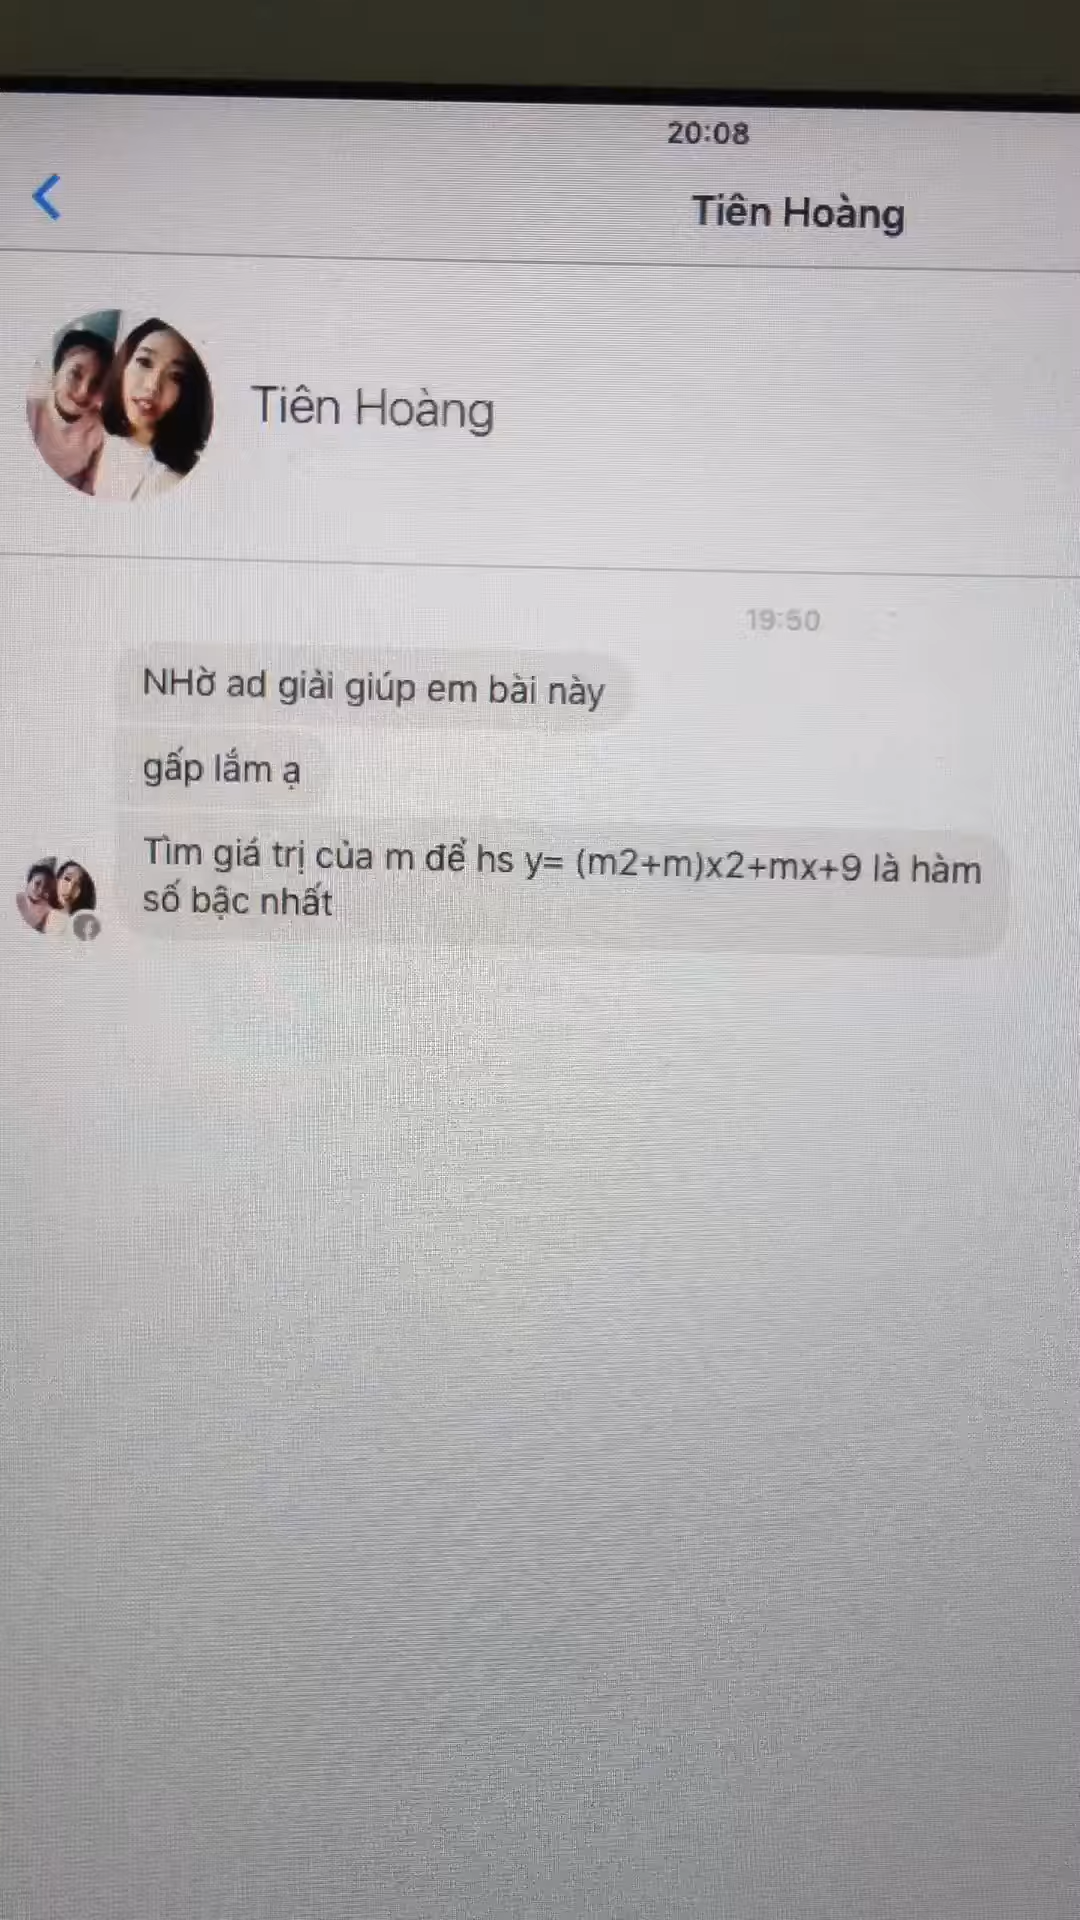 20:08
Tiên Hoàng
Tiên Hoàng
19:50
NHờ ad giải giúp em bài này
gấp lắm ạ
Tìm giá trị của m để hs y= (m2+m)x2+mx+9 là hàm
số bậc nhất